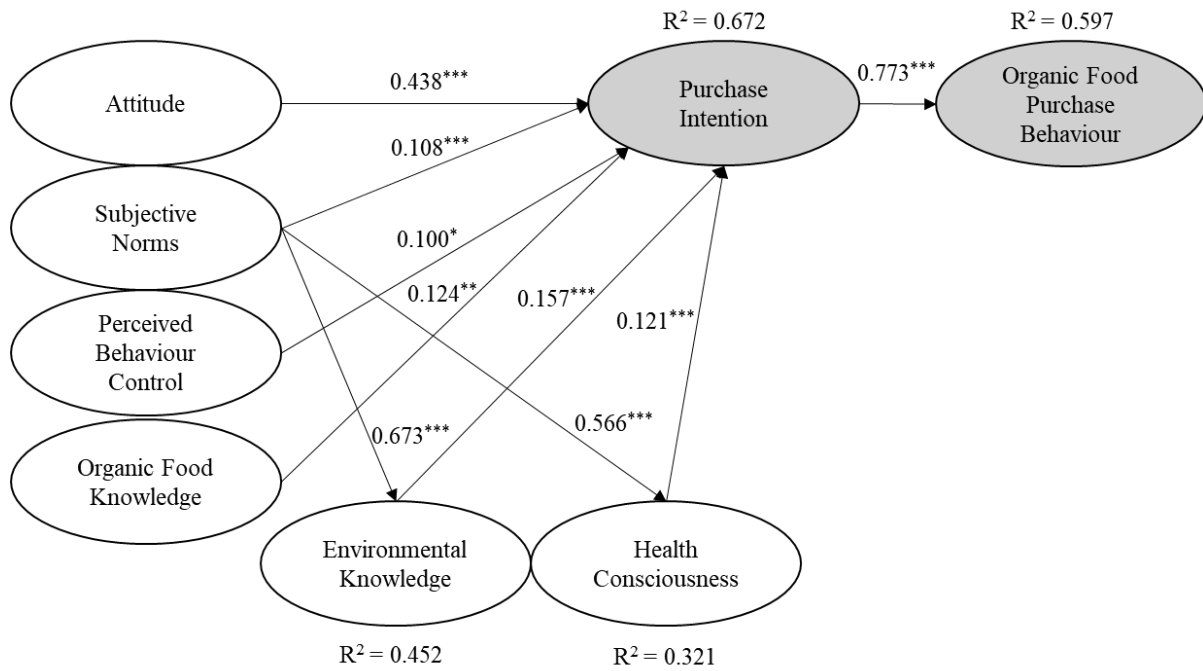 R² = 0.672
R² = 0.597
Attitude
0.438***
Purchase
Intention
0.773***
Organic Food
Purchase
Behaviour
0.108***
Subjective
Norms
0.100*
0.124**
0.157***
0.121***
Perceived
Behaviour
Control
0.673***
0.566***
Organic Food
Knowledge
Environmental
Knowledge
Health
Consciousness
R² = 0.452
R² = 0.321